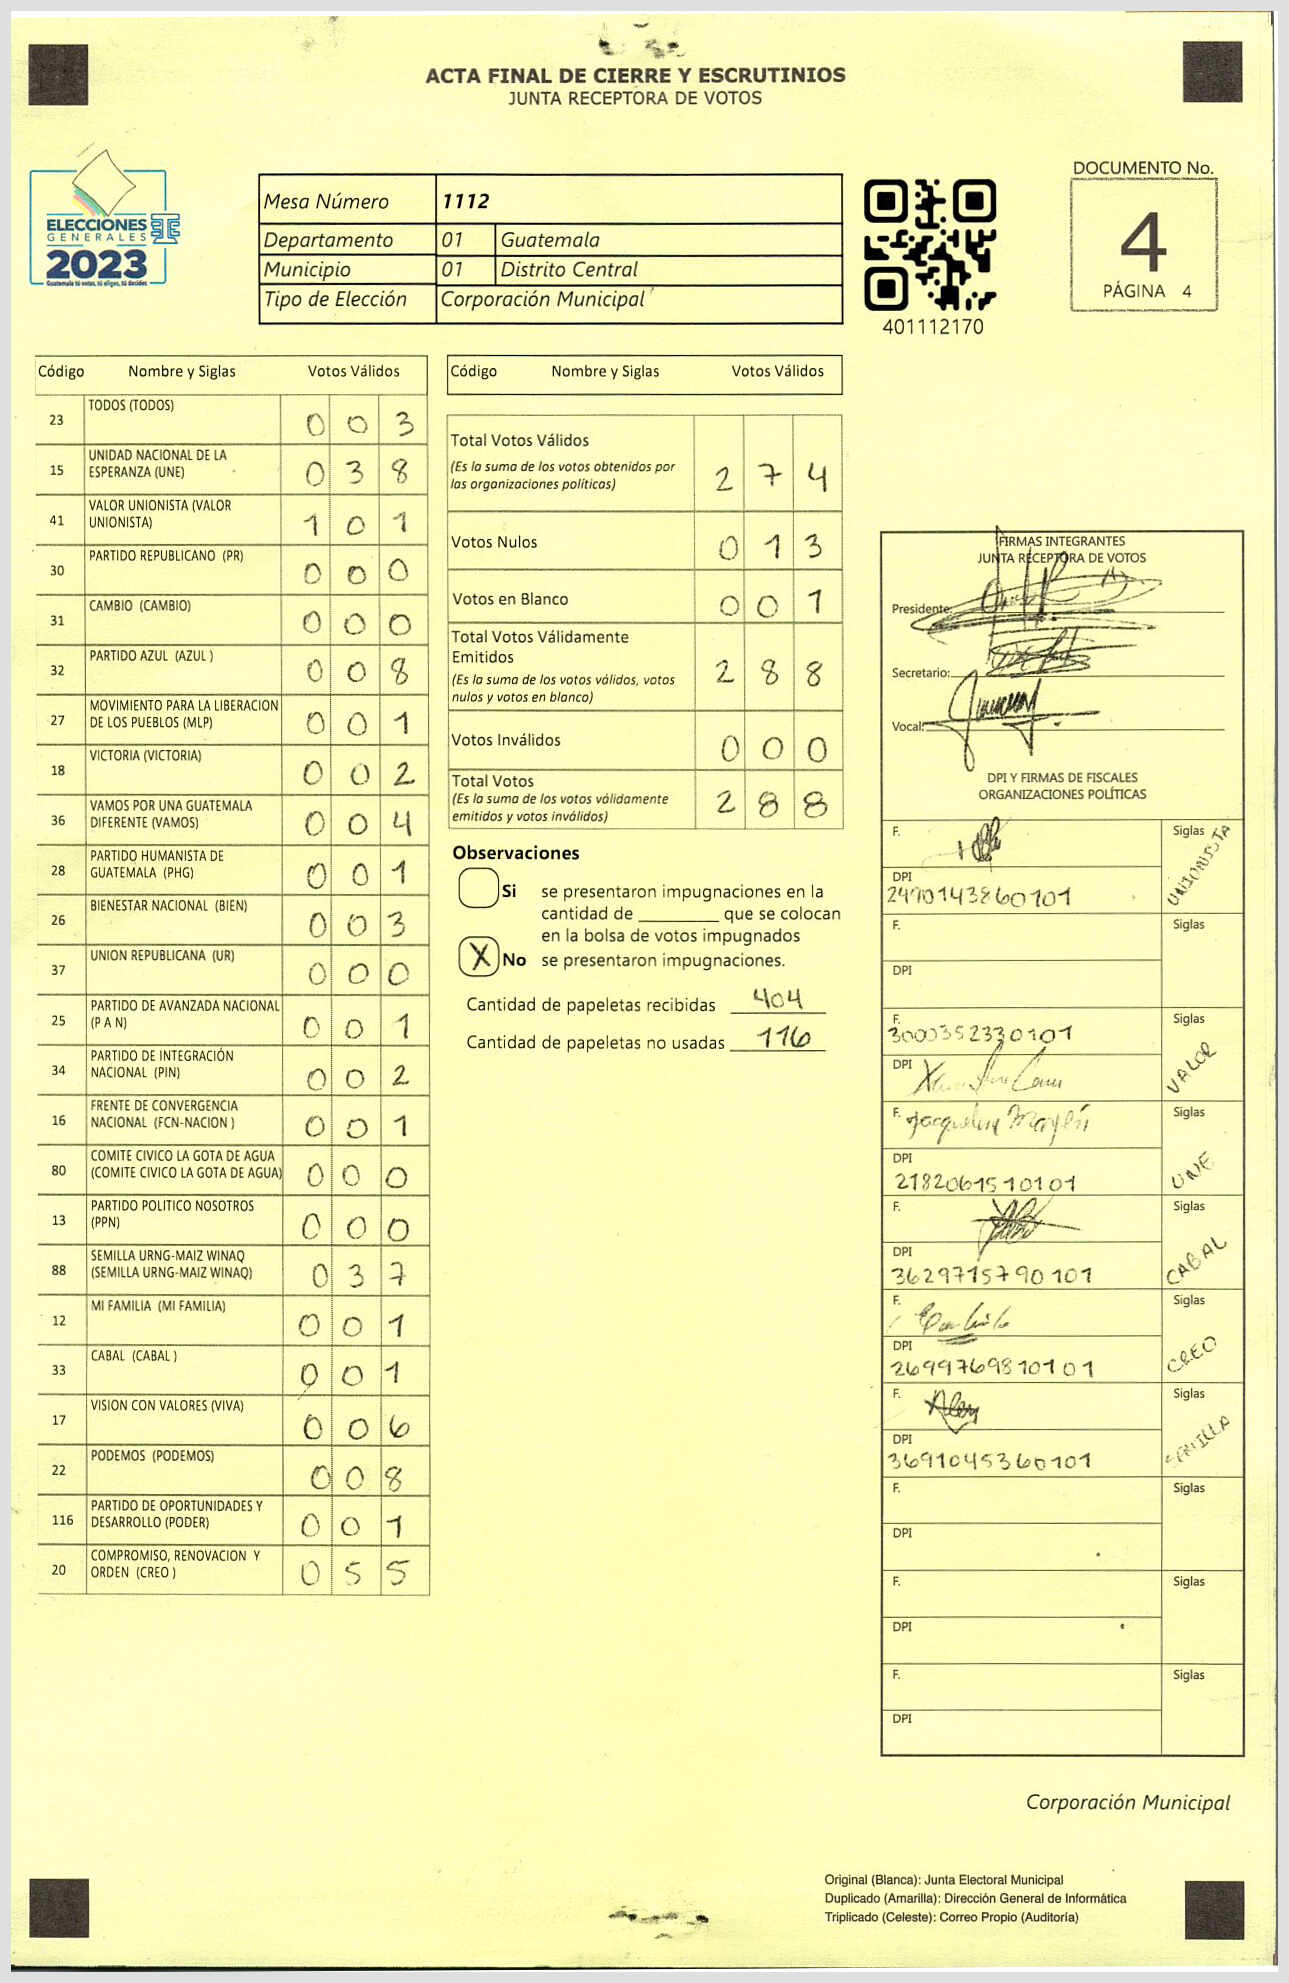 ACTA FINAL DE CIERRE Y ESCRUTINIOS
JUNTA RECEPTORA DE VOTOS
ELECCIONES
GENERALES
2023
Guatemala tú votas, tú eliges, tú decides
Mesa Número 1112
Departamento 01 Guatemala
Municipio 01 Distrito Central
Tipo de Elección Corporación Municipal
401112170
DOCUMENTO No.
4
PÁGINA 4
Código Nombre y Siglas Votos Válidos
23 TODOS (TODOS) 0 0 3
15 UNIDAD NACIONAL DE LA ESPERANZA (UNE) 0 3 8
41 VALOR UNIONISTA (VALOR UNIONISTA) 1 0 1
30 PARTIDO REPUBLICANO (PR) 0 0 0
31 CAMBIO (CAMBIO) 0 0 0
32 PARTIDO AZUL (AZUL ) 0 0 8
27 MOVIMIENTO PARA LA LIBERACION DE LOS PUEBLOS (MLP) 0 0 1
18 VICTORIA (VICTORIA) 0 0 2
36 VAMOS POR UNA GUATEMALA DIFERENTE (VAMOS) 0 0 4
28 PARTIDO HUMANISTA DE GUATEMALA (PHG) 0 0 1
26 BIENESTAR NACIONAL (BIEN) 0 0 3
37 UNION REPUBLICANA (UR) 0 0 0
25 PARTIDO DE AVANZADA NACIONAL (P A N) 0 0 1
34 PARTIDO DE INTEGRACIÓN NACIONAL (PIN) 0 0 2
16 FRENTE DE CONVERGENCIA NACIONAL (FCN-NACION ) 0 0 1
80 COMITE CIVICO LA GOTA DE AGUA (COMITE CIVICO LA GOTA DE AGUA) 0 0 0
13 PARTIDO POLITICO NOSOTROS (PPN) 0 0 0
88 SEMILLA URNG-MAIZ WINAQ (SEMILLA URNG-MAIZ WINAQ) 0 3 7
12 MI FAMILIA (MI FAMILIA) 0 0 1
33 CABAL (CABAL ) 0 0 1
17 VISION CON VALORES (VIVA) 0 0 6
22 PODEMOS (PODEMOS) 0 0 8
116 PARTIDO DE OPORTUNIDADES Y DESARROLLO (PODER) 0 0 1
20 COMPROMISO, RENOVACION Y ORDEN (CREO ) 0 5 5
Código Nombre y Siglas Votos Válidos
Total Votos Válidos
(Es la suma de los votos obtenidos por
las organizaciones políticas) 2 7 4
Votos Nulos 0 1 3
Votos en Blanco 0 0 1
Total Votos Válidamente
Emitidos
(Es la suma de los votos válidos, votos
nulos y votos en blanco) 2 8 8
Votos Inválidos 0 0 0
Total Votos
(Es la suma de los votos válidamente
emitidos y votos inválidos) 2 8 8
Observaciones
Si se presentaron impugnaciones en la
cantidad de ________ que se colocan
en la bolsa de votos impugnados
X No se presentaron impugnaciones.
Cantidad de papeletas recibidas 404
Cantidad de papeletas no usadas 116
FIRMAS INTEGRANTES
JUNTA RECEPTORA DE VOTOS
Presidente:
Secretario:
Vocal:
DPI Y FIRMAS DE FISCALES
ORGANIZACIONES POLÍTICAS
F. Siglas UNIONISTA
DPI 2490143860101
F. Siglas
DPI
F. 3000352330101 Siglas VALOR
DPI
F. Jacqueline Mayén Siglas UNE
DPI 2182061510101
F. Siglas CABAL
DPI 3629715790101
F. Siglas CREO
DPI 2699769810101
F. Siglas SEMILLA
DPI 3691045360101
F. Siglas
DPI
F. Siglas
DPI
F. Siglas
DPI
Corporación Municipal
Original (Blanca): Junta Electoral Municipal
Duplicado (Amarilla): Dirección General de Informática
Triplicado (Celeste): Correo Propio (Auditoría)